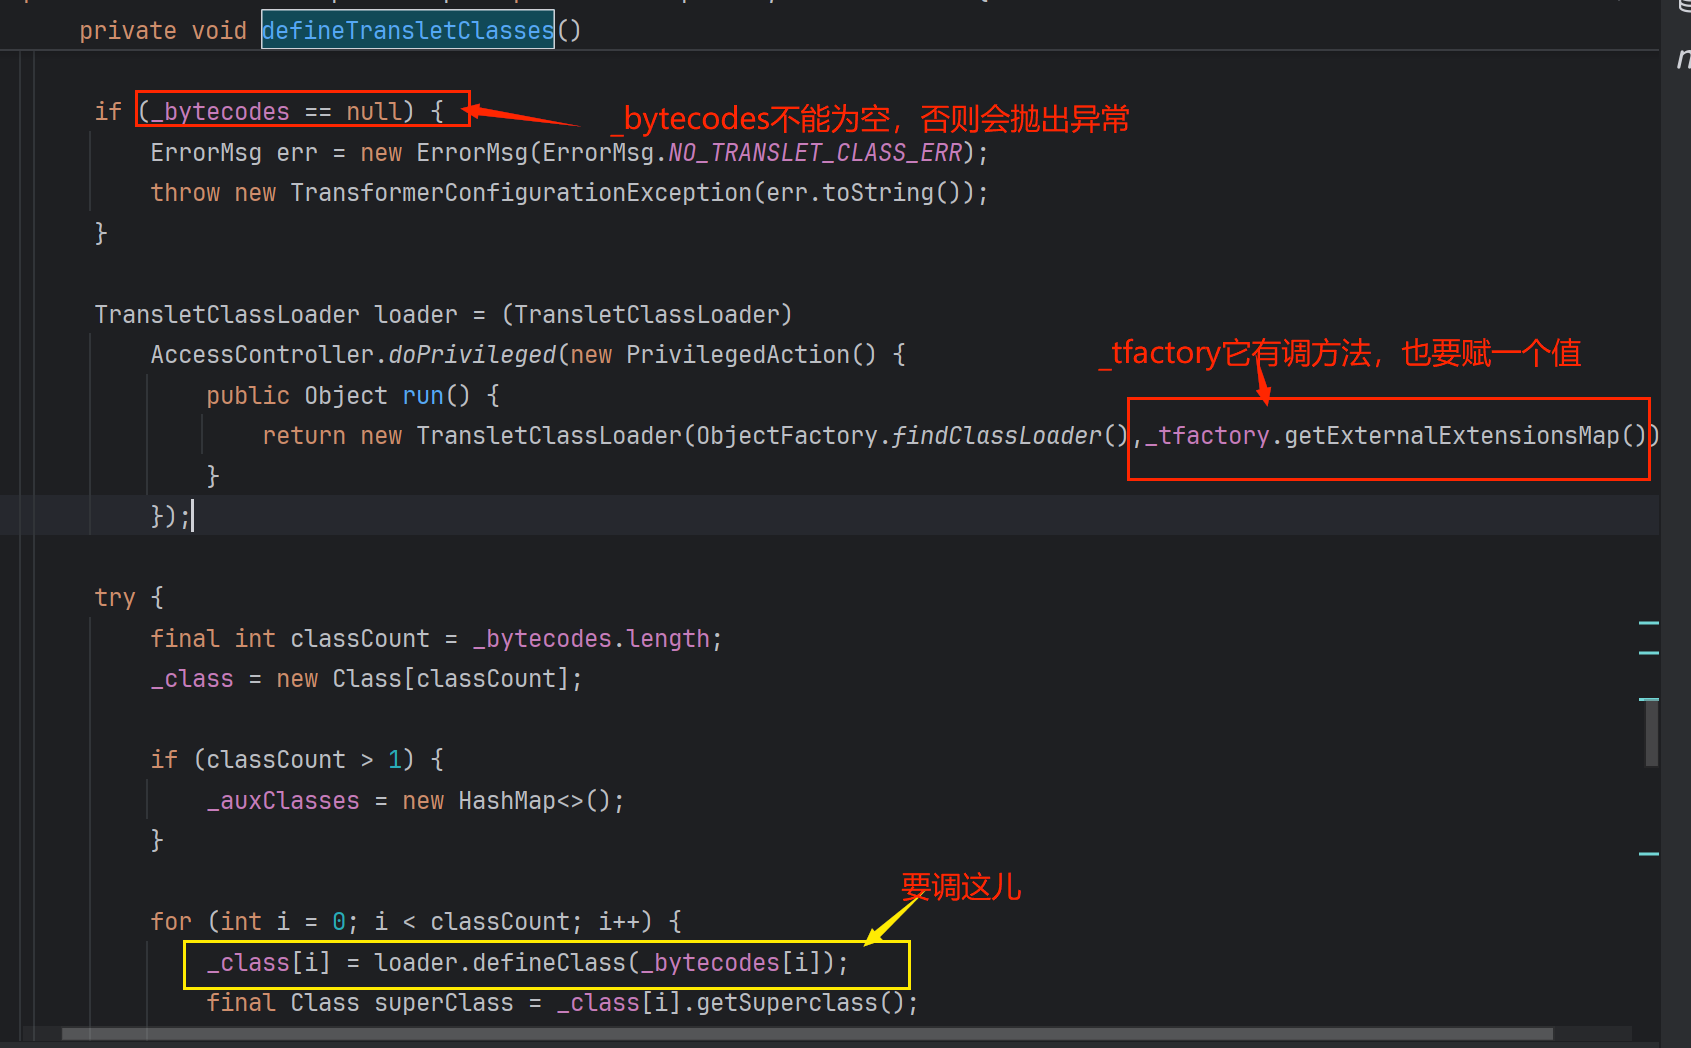 private void defineTransletClasses()
if (_bytecodes == null) {
_bytecodes不能为空，否则会抛出异常
ErrorMsg err = new ErrorMsg(ErrorMsg.NO_TRANSLET_CLASS_ERR);
throw new TransformerConfigurationException(err.toString());
}
TransletClassLoader loader = (TransletClassLoader)
_tfactory它有调方法，也要赋一个值
AccessController.doPrivileged(new PrivilegedAction() {
public Object run() {
return new TransletClassLoader(ObjectFactory.findClassLoader(),_tfactory.getExternalExtensionsMap())
}
});
try {
final int classCount = _bytecodes.length;
_class = new Class[classCount];
if (classCount > 1) {
_auxClasses = new HashMap<>();
}
要调这儿
for (int i = 0; i < classCount; i++) {
_class[i] = loader.defineClass(_bytecodes[i]);
final Class superClass = _class[i].getSuperclass();